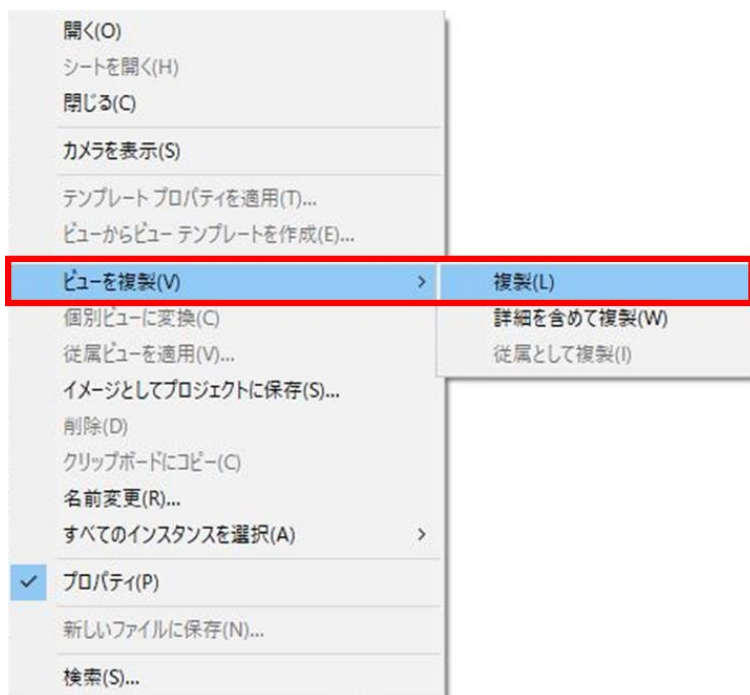 開く(O)
シートを開く(H)
閉じる(C)
カメラを表示(S)
テンプレート プロパティを適用(T)...
ビューからビュー テンプレートを作成(E)...
ビューを複製(V)
複製(L)
個別ビューに変換(C)
詳細を含めて複製(W)
従属ビューを適用(V)...
従属として複製(I)
イメージとしてプロジェクトに保存(S)...
削除(D)
クリップボードにコピー(C)
名前変更(R)...
すべてのインスタンスを選択(A)
プロパティ(P)
新しいファイルに保存(N)...
検索(S)...